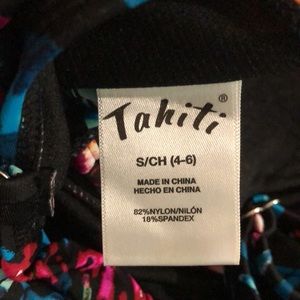 Tahiti®
S/CH (4-6)
MADE IN CHINA
HECHO EN CHINA
82%NYLON/NILÓN
18%SPANDEX